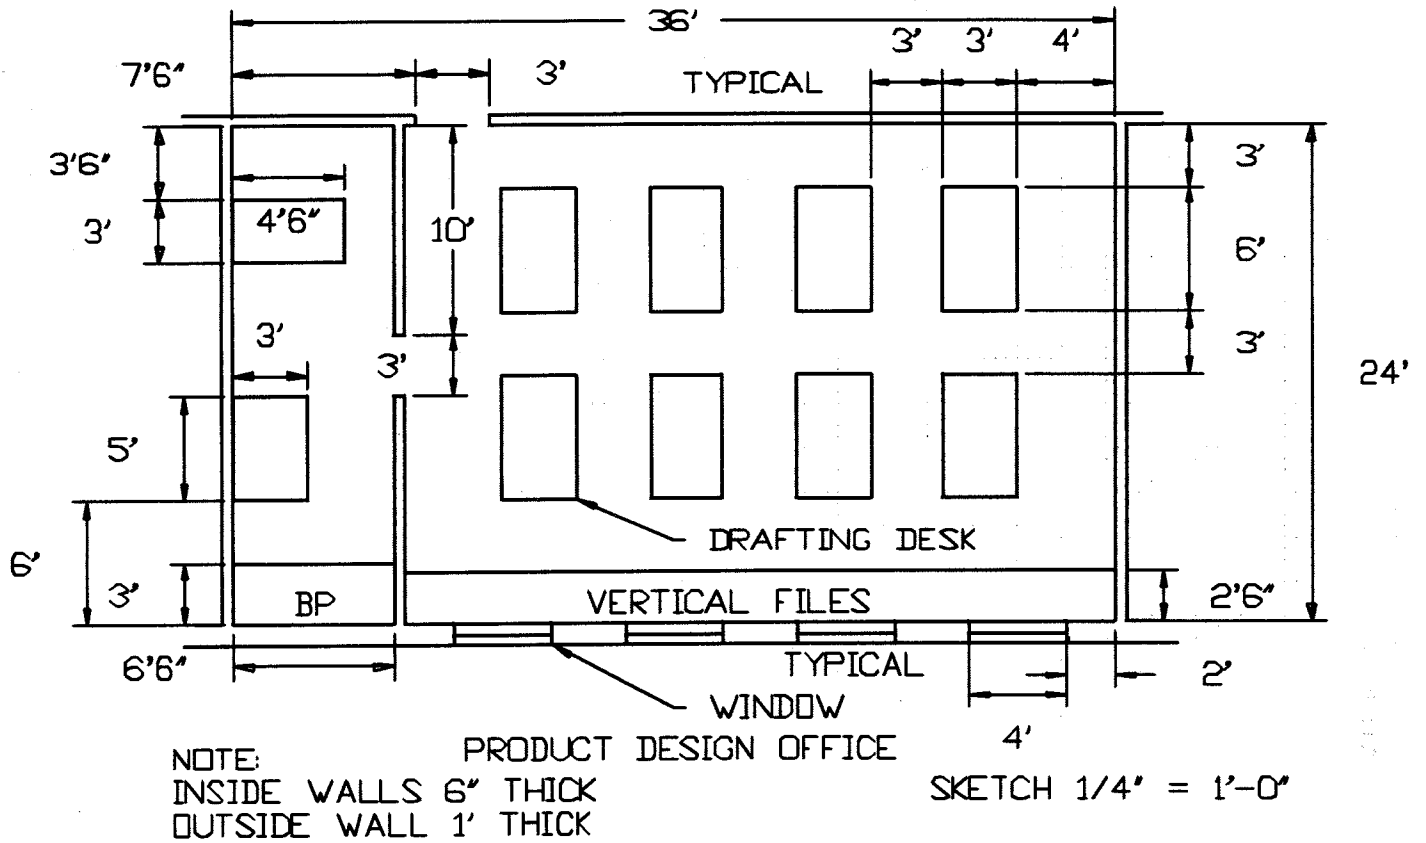 36'
3' 3' 4'
7'6" 3' TYPICAL
3'6" 3'
4'6" 10' 6'
3'
3' 3' 3'
24'
5'
DRAFTING DESK
6' 3' BP VERTICAL FILES 2'6"
6'6" TYPICAL 2'
WINDOW
4'
PRODUCT DESIGN OFFICE
NOTE:
INSIDE WALLS 6" THICK
OUTSIDE WALL 1' THICK
SKETCH 1/4" = 1'-0"